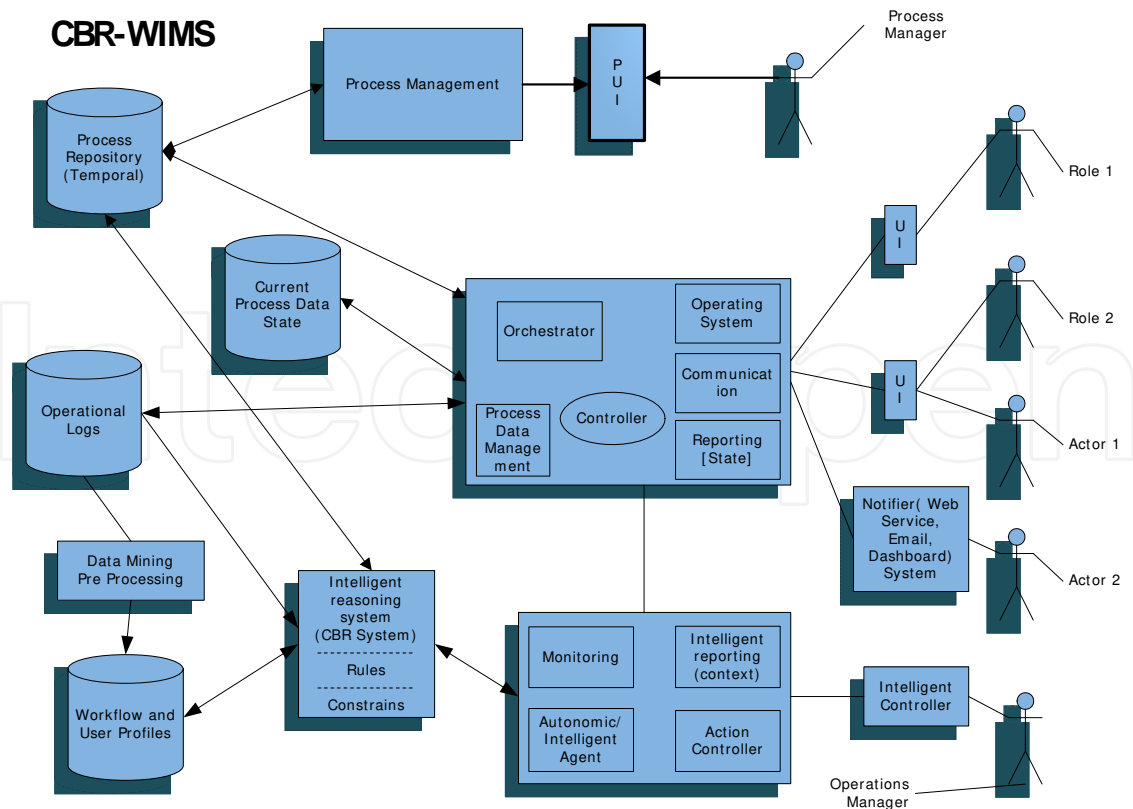 CBR-WIMS
Process
Manager
Process Management
P
U
I
Process
Repository
(Temporal)
Role 1
U
I
Current
Process Data
State
Operating
System
Orchestrator
Role 2
Communicat
ion
U
I
Operational
Logs
Process
Data
Manage
ment
Controller
Reporting
[State]
Actor 1
Notifier( Web
Service,
Email,
Dashboard)
System
Data Mining
Pre Processing
Actor 2
Intelligent
reasoning
system
(CBR System)
Rules
Constrains
Monitoring
Intelligent
reporting
(context)
Intelligent
Controller
Workflow and
User Profiles
Autonomic/
Intelligent
Agent
Action
Controller
Operations
Manager
IntechOpen